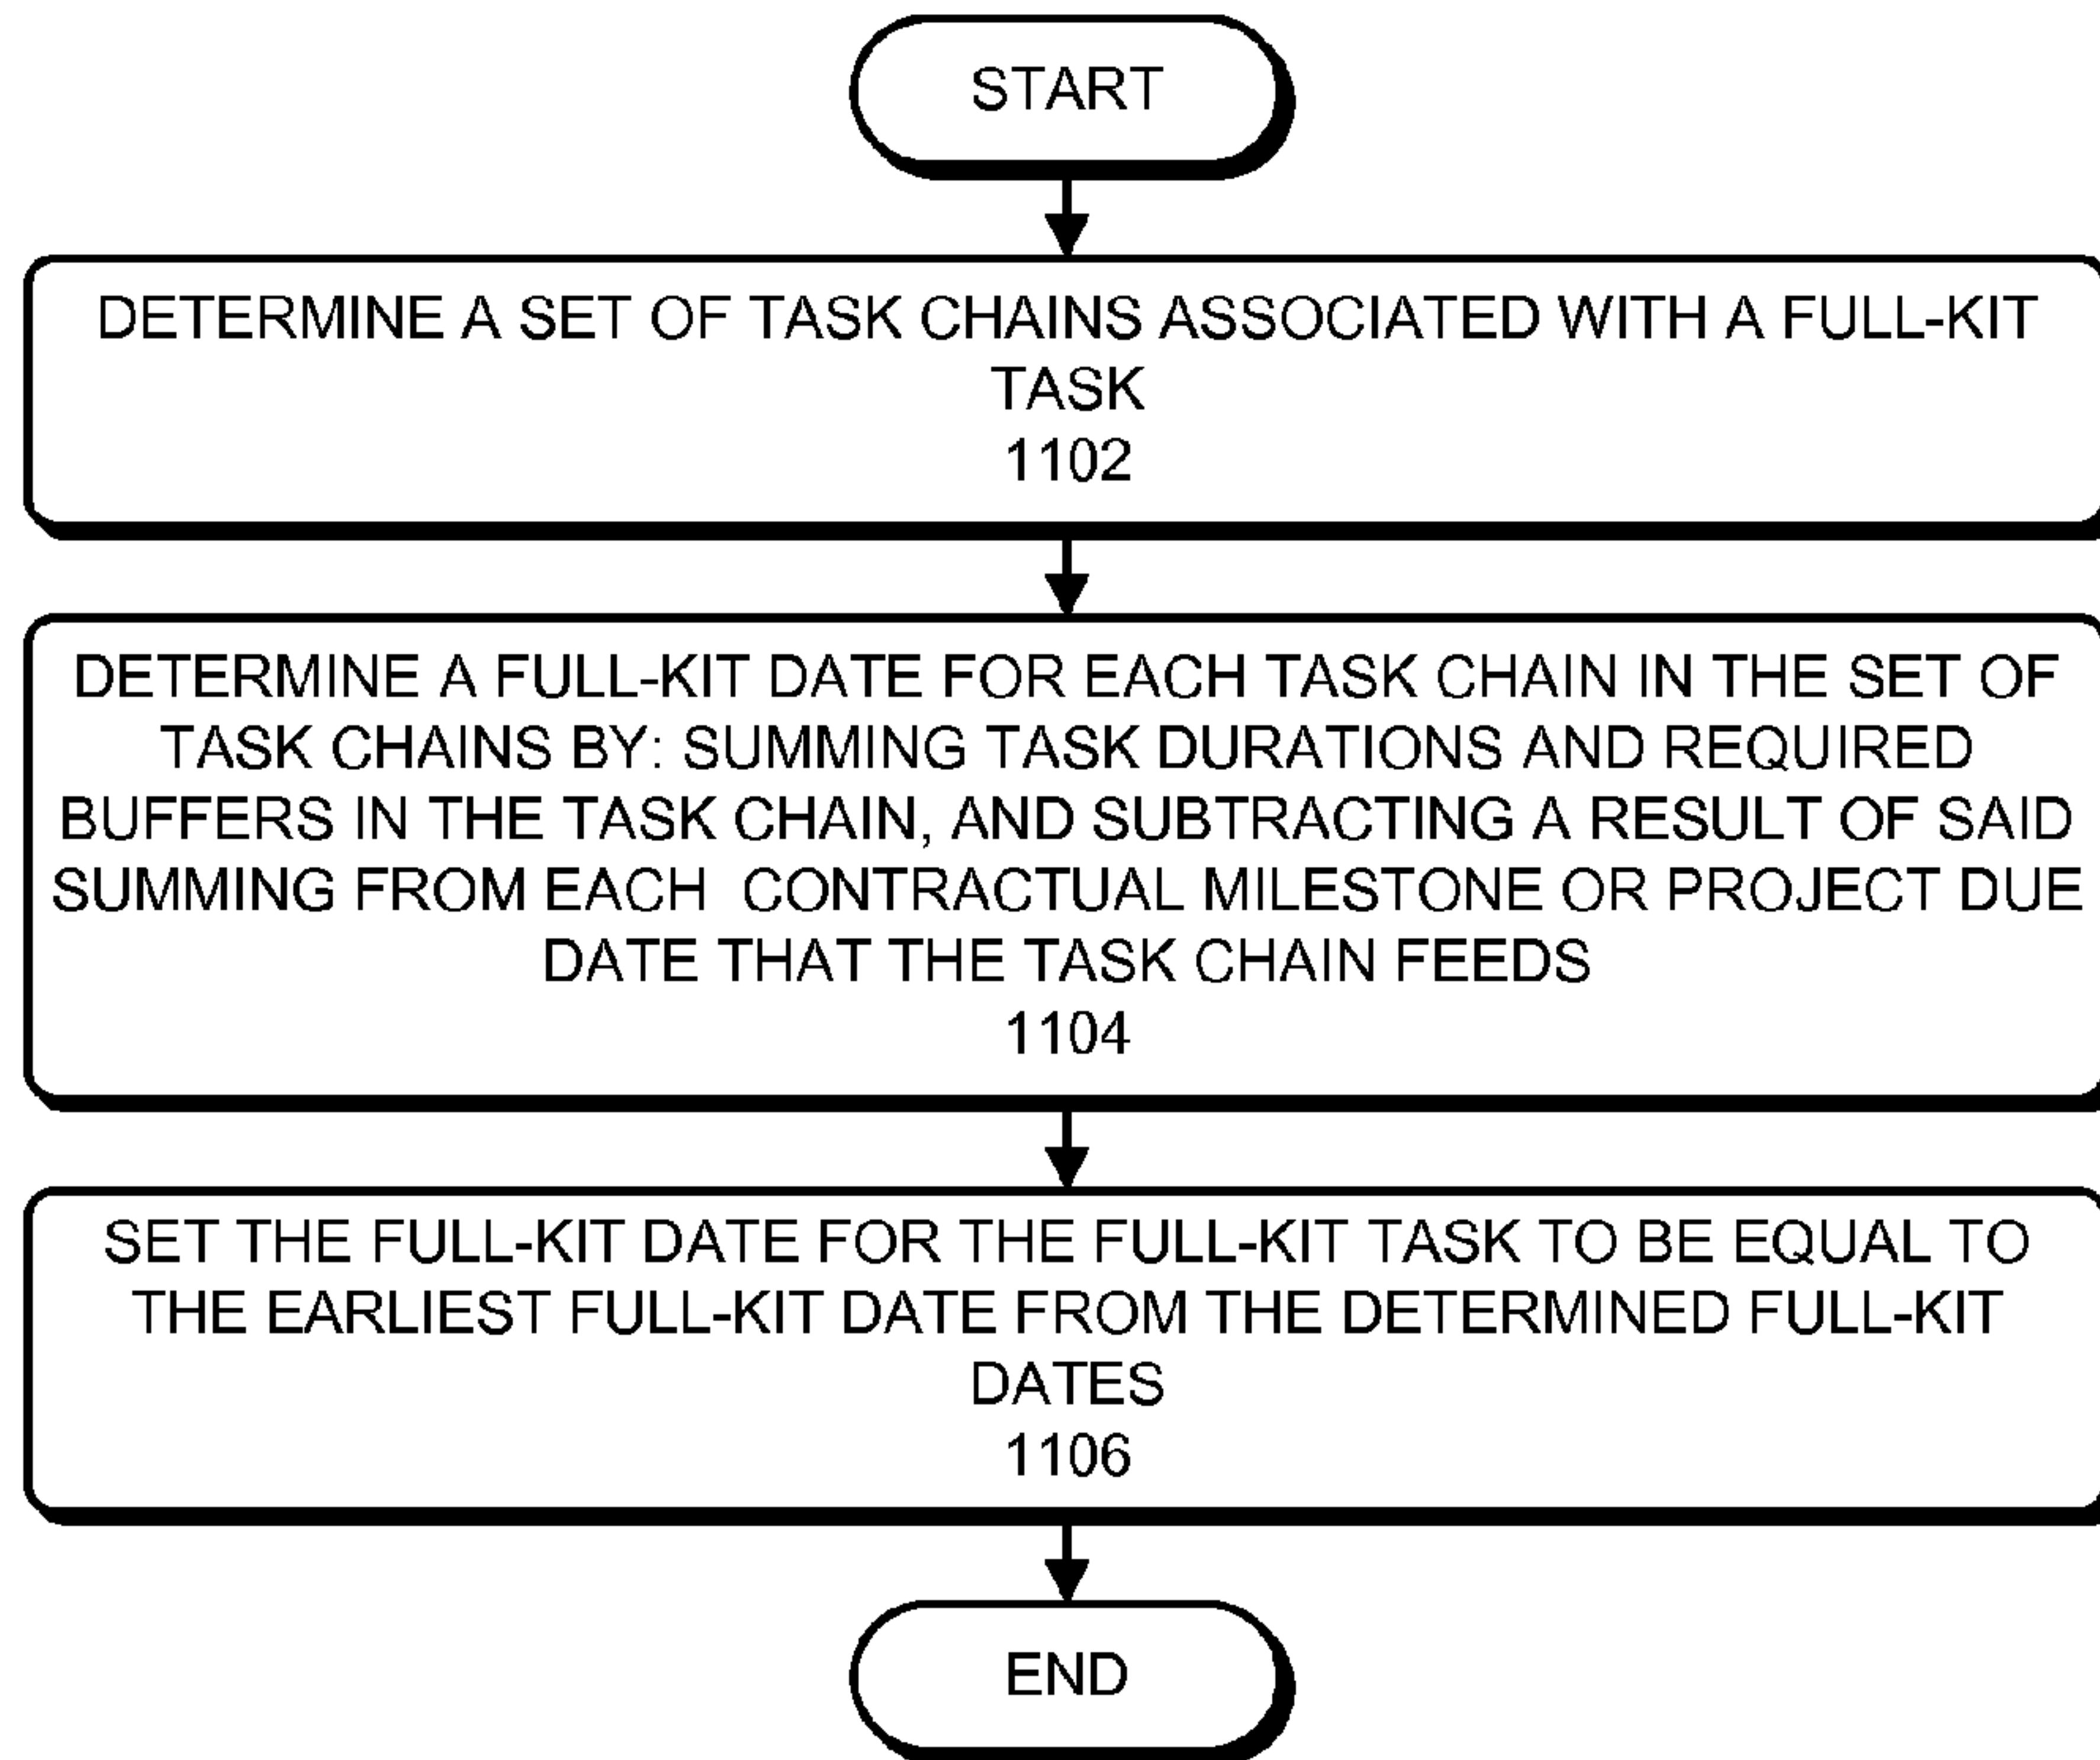 START
DETERMINE A SET OF TASK CHAINS ASSOCIATED WITH A FULL-KIT
TASK
1102
DETERMINE A FULL-KIT DATE FOR EACH TASK CHAIN IN THE SET OF
TASK CHAINS BY: SUMMING TASK DURATIONS AND REQUIRED
BUFFERS IN THE TASK CHAIN, AND SUBTRACTING A RESULT OF SAID
SUMMING FROM EACH CONTRACTUAL MILESTONE OR PROJECT DUE
DATE THAT THE TASK CHAIN FEEDS
1104
SET THE FULL-KIT DATE FOR THE FULL-KIT TASK TO BE EQUAL TO
THE EARLIEST FULL-KIT DATE FROM THE DETERMINED FULL-KIT
DATES
1106
END